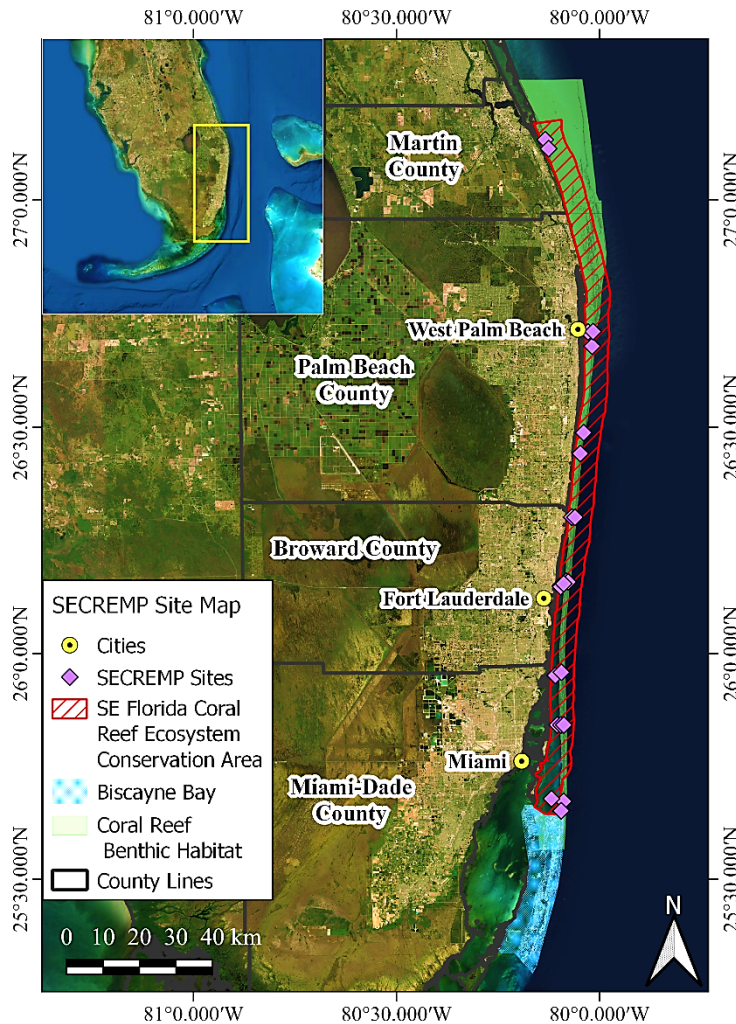 81°0.000'W 80°30.000'W 80°0.000'W
27°0.000'N
26°30.000'N
26°0.000'N
25°30.000'N
27°0.000'N
26°30.000'N
26°0.000'N
25°30.000'N
Martin
County
West Palm Beach
Palm Beach
County
Broward County
Fort Lauderdale
Miami
Miami-Dade
County
SECREMP Site Map
Cities
SECREMP Sites
SE Florida Coral
Reef Ecosystem
Conservation Area
Biscayne Bay
Coral Reef
Benthic Habitat
County Lines
0 10 20 30 40 km
N
81°0.000'W 80°30.000'W 80°0.000'W